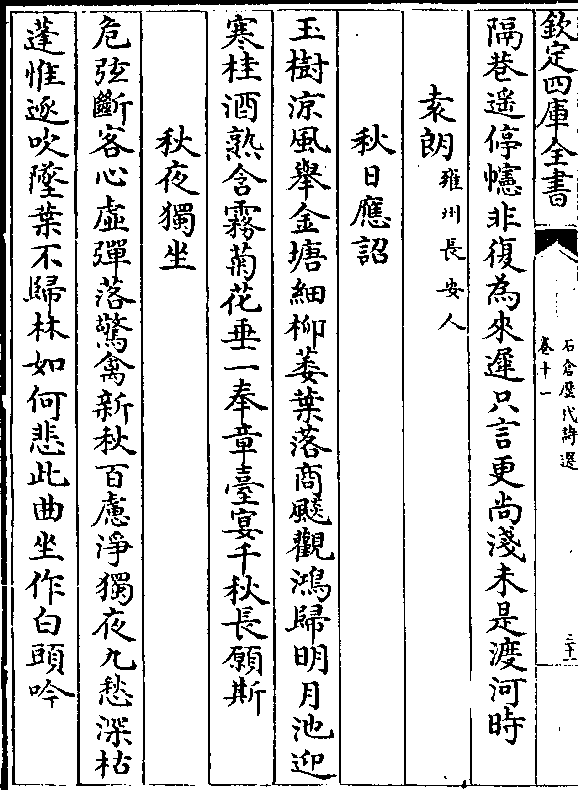 欽定四庫全書
石倉歷代詩選
卷十一
三十一
隔巷遥停幰非復為來遲只言更尚淺未是渡河時
袁朗雍州長安人
秋日應詔
玉樹涼風舉金塘細柳萎葉落商飈觀鴻歸明月池迎
寒桂酒熟含霧菊花垂一奉章臺宴千秋長願斯
秋夜獨坐
危弦斷客心虛彈落驚禽新秋百慮淨獨夜九愁深枯
蓬惟逐吹墜葉不歸林如何悲此曲坐作白頭吟